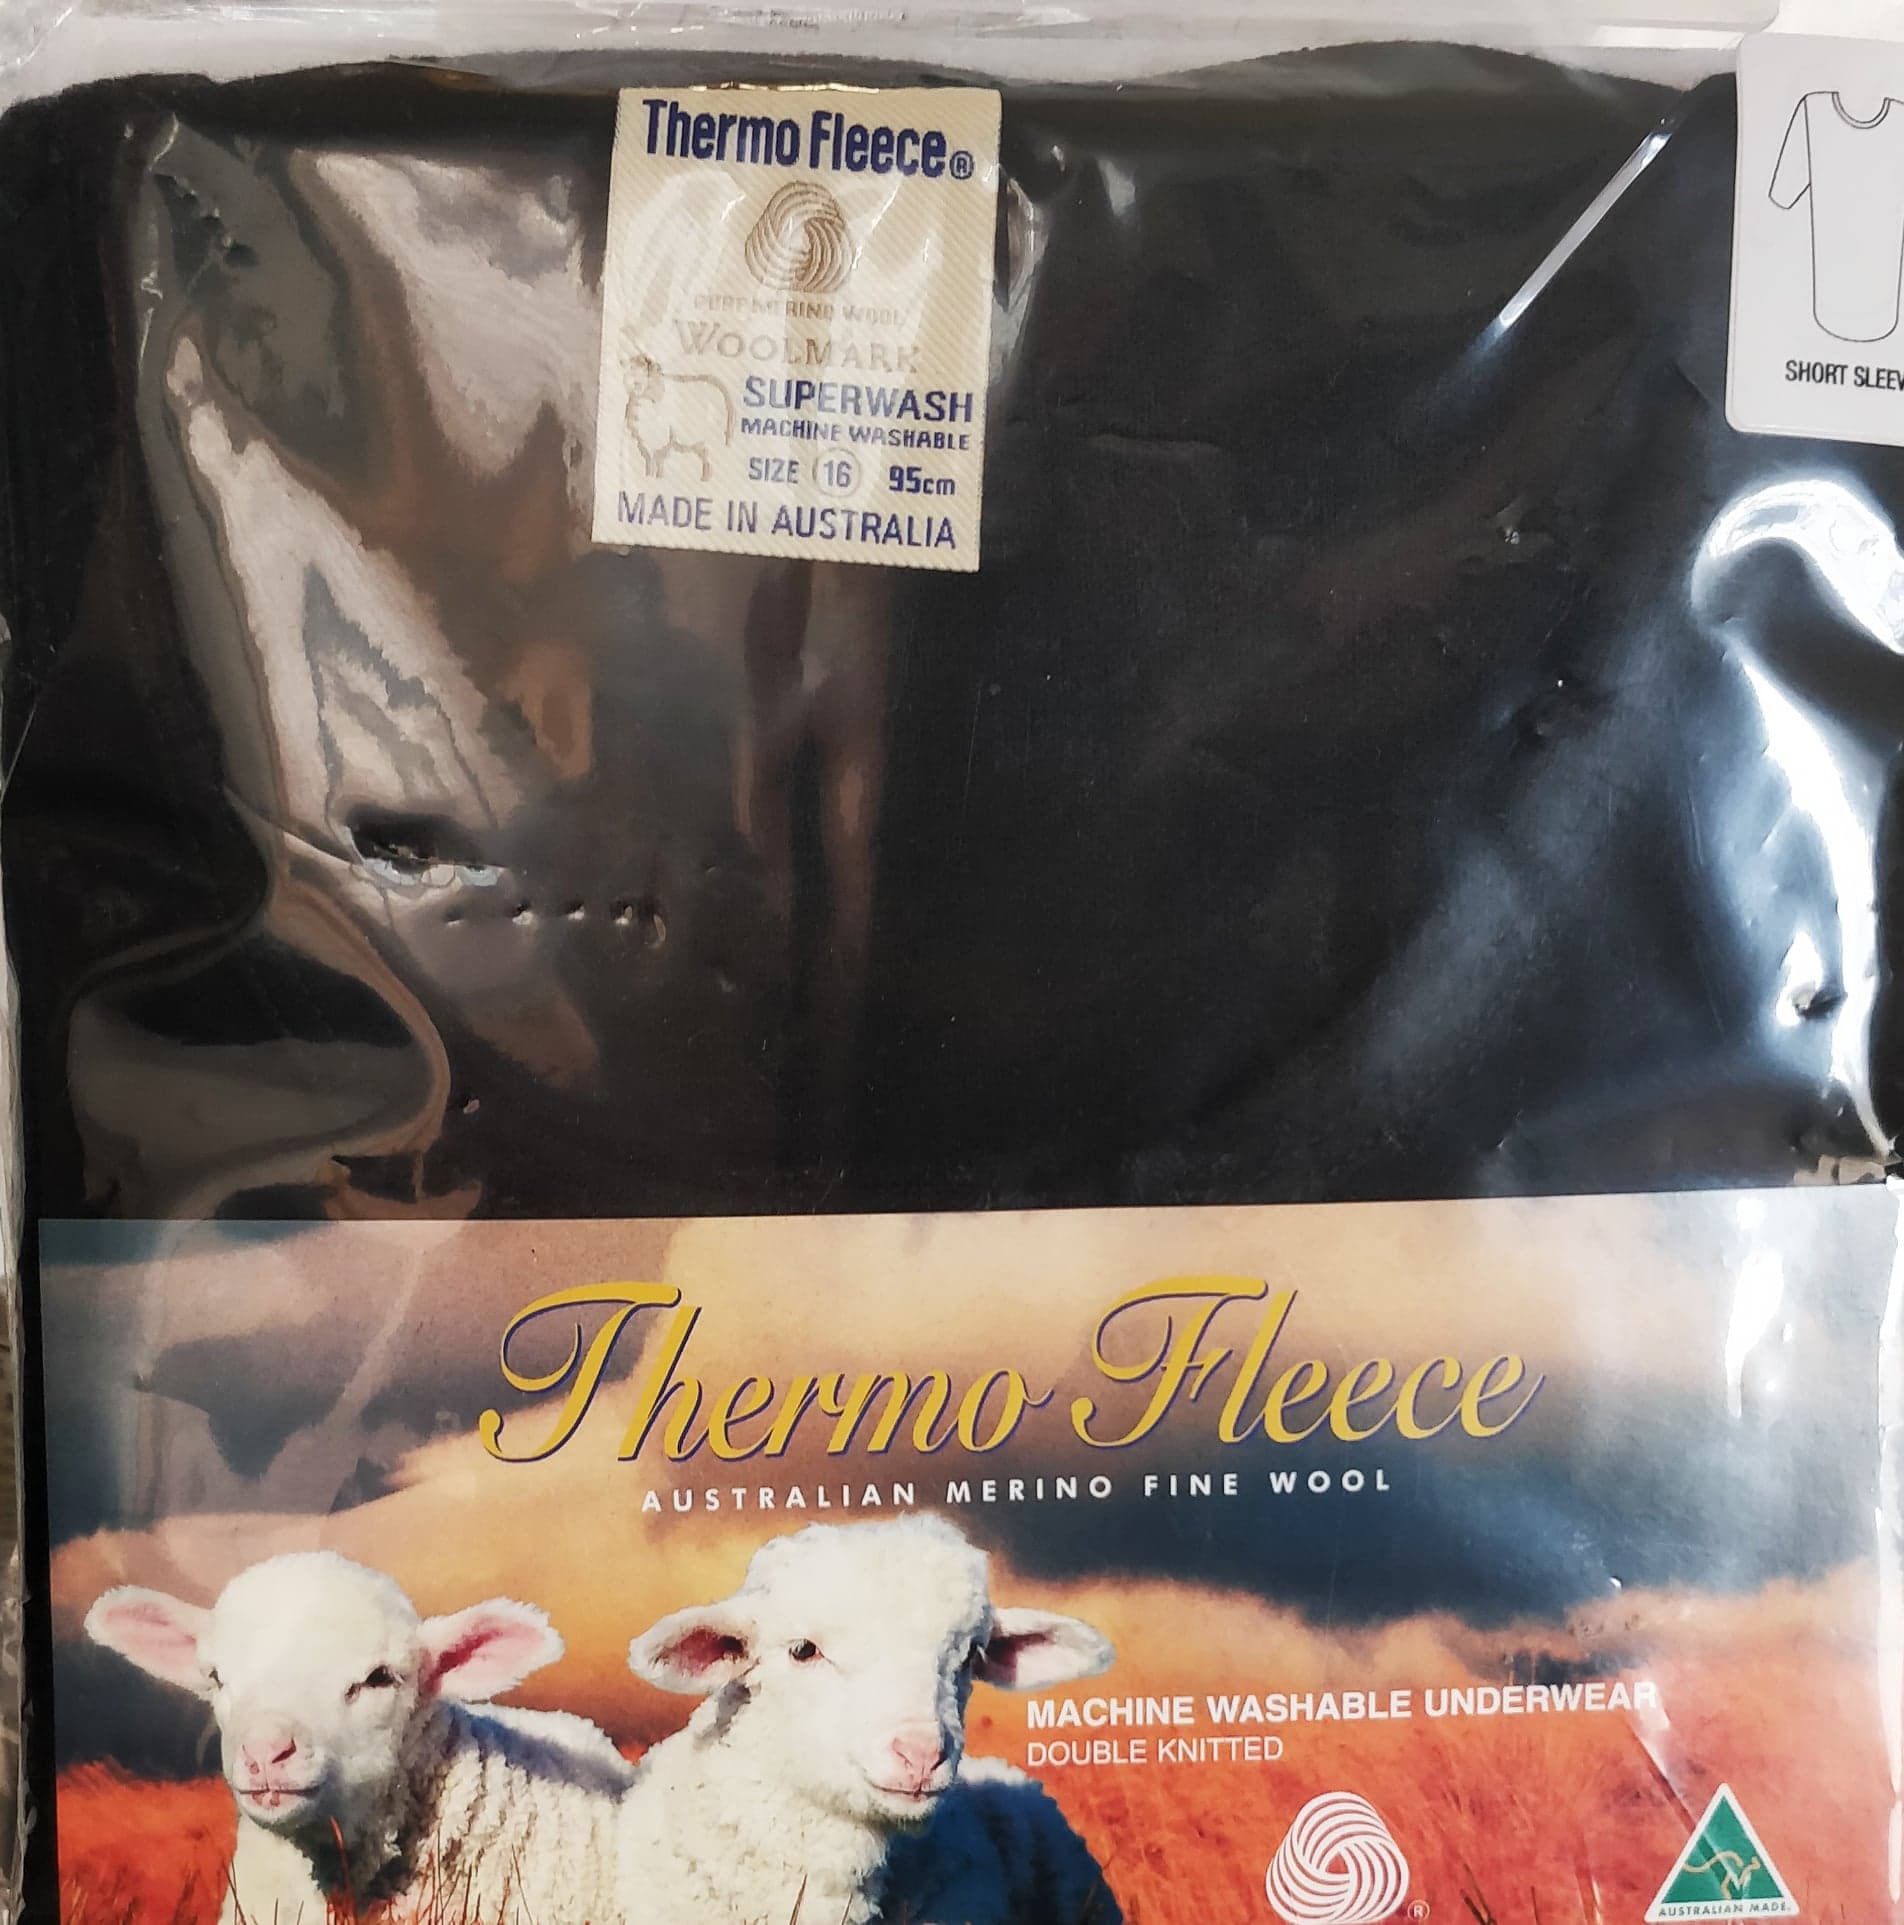 Thermo Fleece®
PURE MERINO WOOL
WOOLMARK
SUPERWASH
MACHINE WASHABLE
SIZE 16 95cm
MADE IN AUSTRALIA
SHORT SLEEV
Thermo Fleece
AUSTRALIAN MERINO FINE WOOL
MACHINE WASHABLE UNDERWEAR
DOUBLE KNITTED
®
AUSTRALIAN MADE.